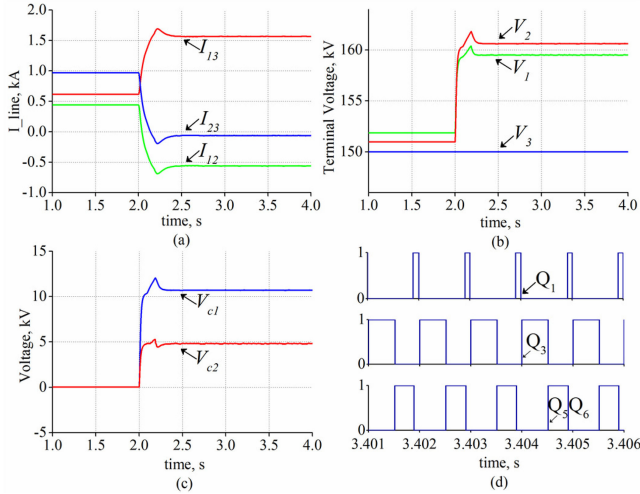 2.0
1.5
1.0
0.5
0.0
-0.5
-1.0
I_line, kA
I13
I23
I12
1.0 1.5 2.0 2.5 3.0 3.5 4.0
time, s
(a)
160
155
150
Terminal Voltage, kV
V2
V1
V3
1.0 1.5 2.0 2.5 3.0 3.5 4.0
time, s
(b)
15
10
5
0
-5
Voltage, kV
Vc1
Vc2
1.0 1.5 2.0 2.5 3.0 3.5 4.0
time, s
(c)
1
0
Q1
1
0
Q3
1
0
Q5 Q6
3.401 3.402 3.403 3.404 3.405 3.406
time, s
(d)